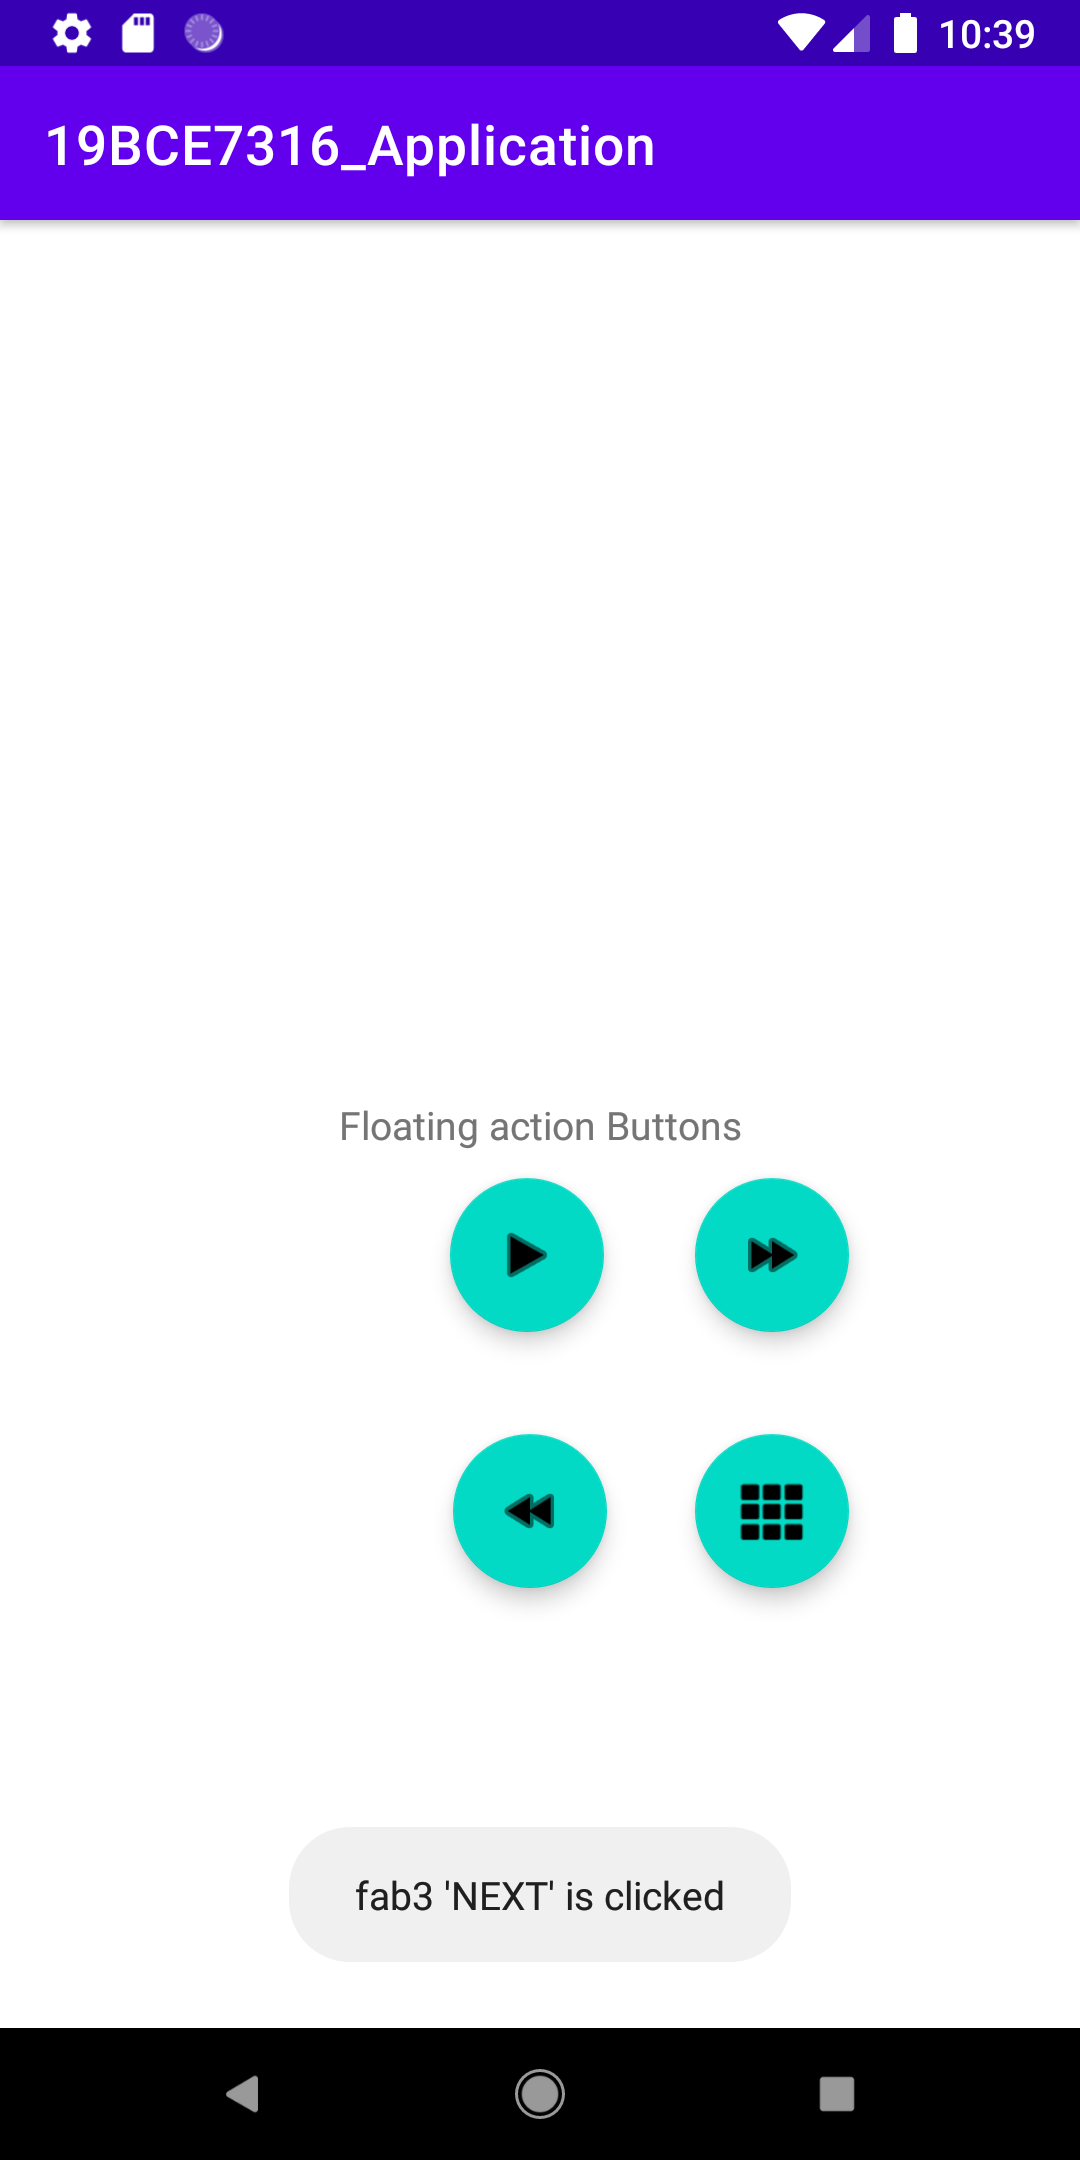 10:39
19BCE7316_Application
Floating action Buttons
fab3 'NEXT' is clicked